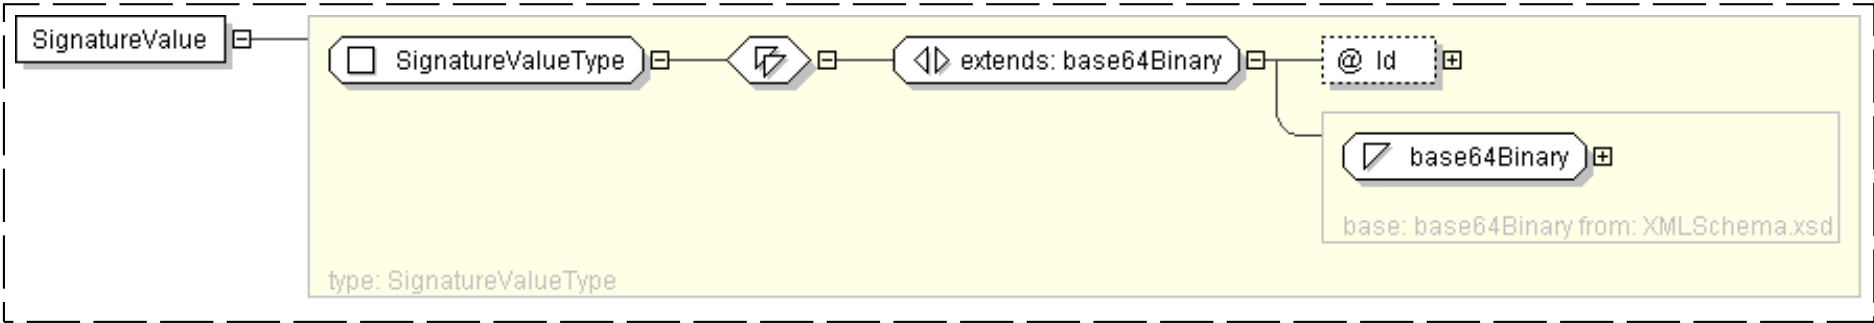 SignatureValue
SignatureValueType
extends: base64Binary
@ Id
base64Binary
base: base64Binary from: XMLSchema.xsd
type: SignatureValueType